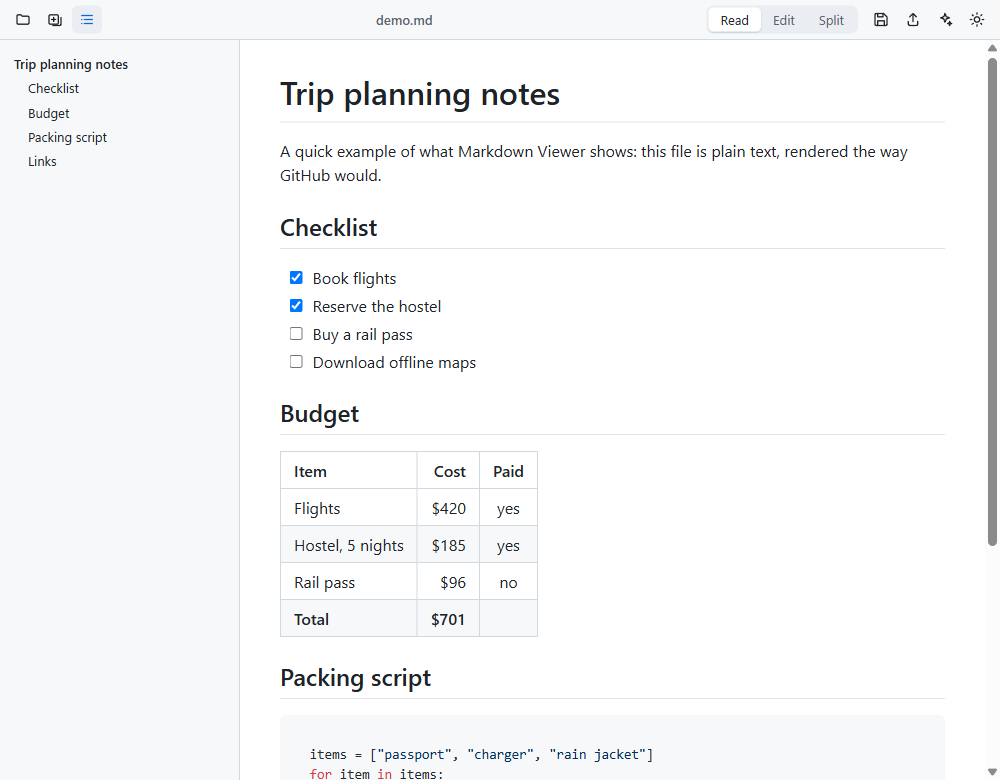 demo.md
Read Edit Split
Trip planning notes
Checklist
Budget
Packing script
Links
Trip planning notes
A quick example of what Markdown Viewer shows: this file is plain text, rendered the way
GitHub would.
Checklist
Book flights
Reserve the hostel
Buy a rail pass
Download offline maps
Budget
Item Cost Paid
Flights $420 yes
Hostel, 5 nights $185 yes
Rail pass $96 no
Total $701
Packing script
items = ["passport", "charger", "rain jacket"]
for item in items: